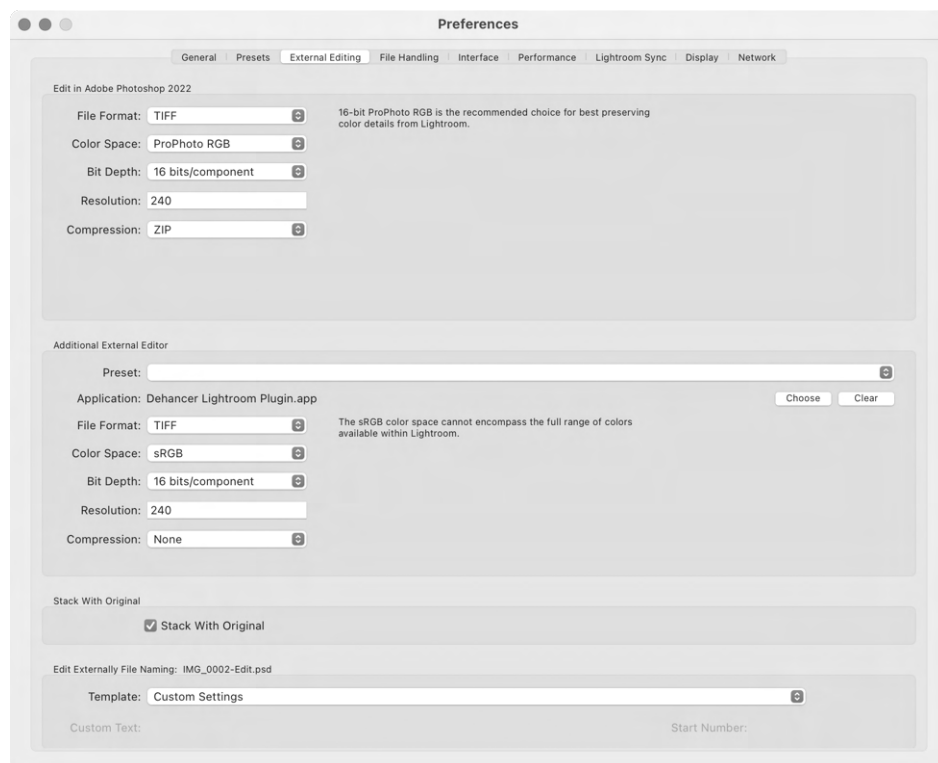 Preferences
General Presets External Editing File Handling Interface Performance Lightroom Sync Display Network
Edit in Adobe Photoshop 2022
File Format: TIFF
16-bit ProPhoto RGB is the recommended choice for best preserving
color details from Lightroom.
Color Space: ProPhoto RGB
Bit Depth: 16 bits/component
Resolution: 240
Compression: ZIP
Additional External Editor
Preset:
Application: Dehancer Lightroom Plugin.app Choose Clear
File Format: TIFF
The sRGB color space cannot encompass the full range of colors
available within Lightroom.
Color Space: sRGB
Bit Depth: 16 bits/component
Resolution: 240
Compression: None
Stack With Original
Stack With Original
Edit Externally File Naming: IMG_0002-Edit.psd
Template: Custom Settings
Custom Text: Start Number: